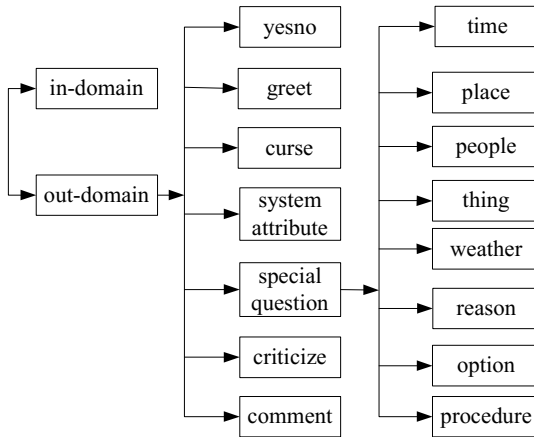 in-domain
out-domain
yesno
greet
curse
system
attribute
special
question
criticize
comment
time
place
people
thing
weather
reason
option
procedure